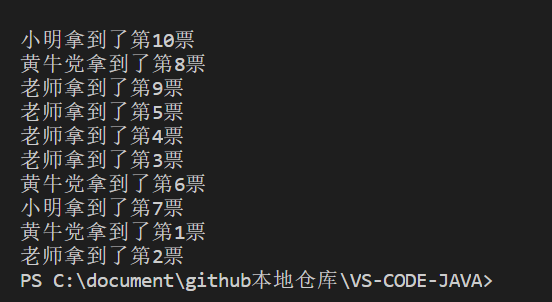 小明拿到了第10票
黄牛党拿到了第8票
老师拿到了第9票
老师拿到了第5票
老师拿到了第4票
老师拿到了第3票
黄牛党拿到了第6票
小明拿到了第7票
黄牛党拿到了第1票
老师拿到了第2票
PS C:\document\github本地仓库\VS-CODE-JAVA>